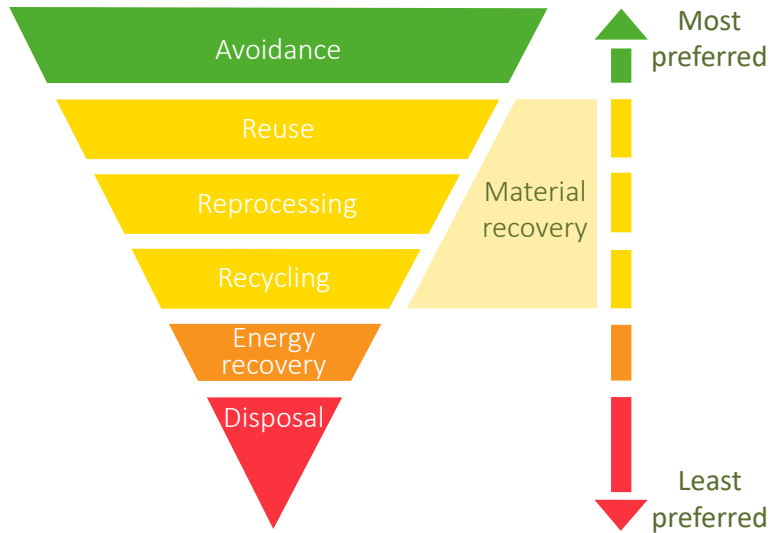 Avoidance
Most
preferred
Reuse
Reprocessing
Material
recovery
Recycling
Energy
recovery
Disposal
Least
preferred